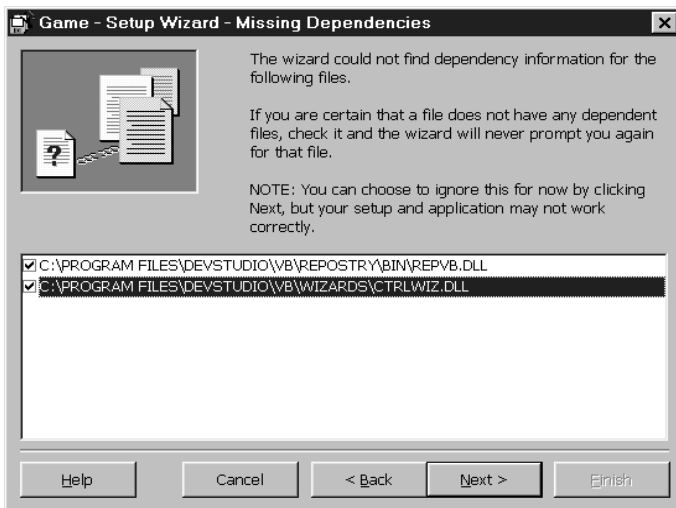 Game - Setup Wizard - Missing Dependencies
The wizard could not find dependency information for the
following files.
If you are certain that a file does not have any dependent
files, check it and the wizard will never prompt you again
for that file.
NOTE: You can choose to ignore this for now by clicking
Next, but your setup and application may not work
correctly.
?
C:\PROGRAM FILES\DEVSTUDIO\VB\REPOSTRY\BIN\REPVB.DLL
C:\PROGRAM FILES\DEVSTUDIO\VB\WIZARDS\CTRLWIZ.DLL
Help
Cancel
< Back
Next >
Finish